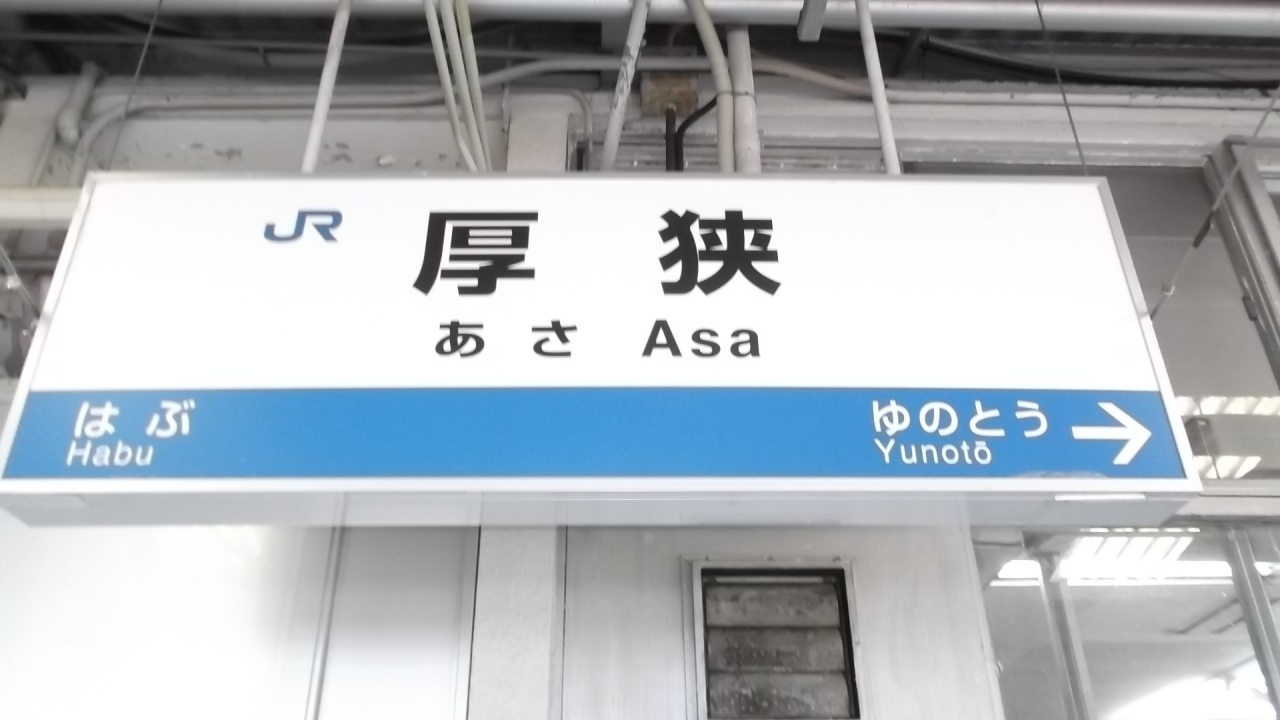 JR 厚狭
あさ Asa
はぶ
Habu
ゆのとう →
Yunotō